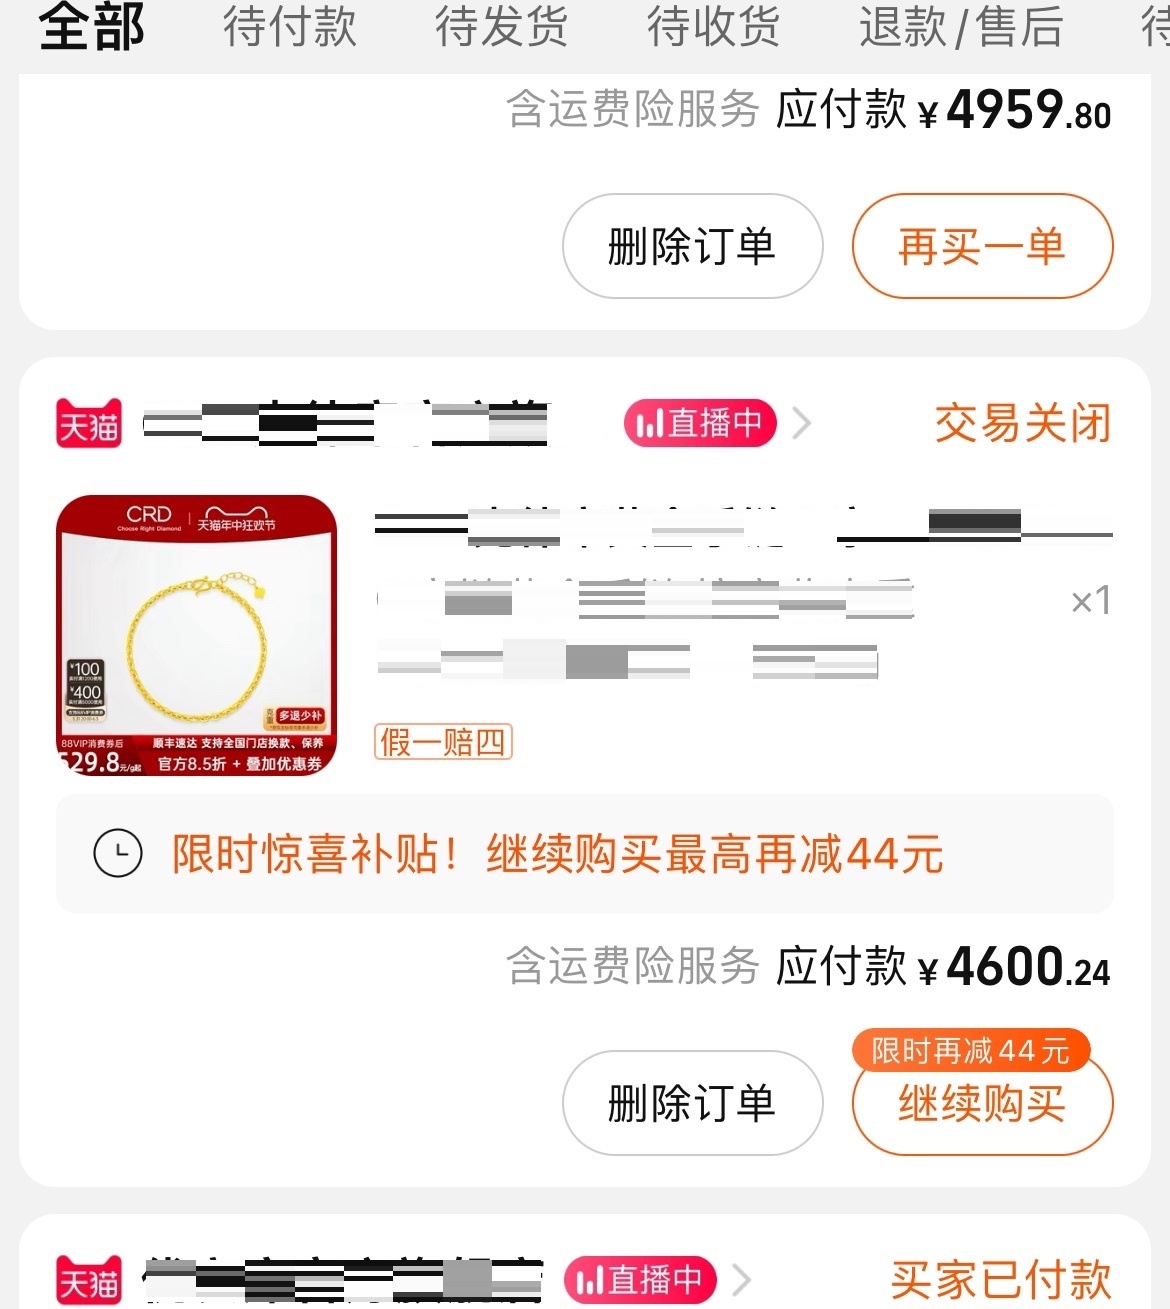 全部 待付款 待发货 待收货 退款/售后 待
含运费险服务 应付款 ¥4959.80
删除订单 再买一单
天猫 直播中 交易关闭
CRD 天猫年中狂欢节
Choose Right Diamond
×1
¥100
¥400
多退少补
假一赔四
88VIP消费券后 顺丰速达 支持全国门店换款、保养
529.8元/g起 官方8.5折 + 叠加优惠券
限时惊喜补贴！继续购买最高再减44元
含运费险服务 应付款 ¥4600.24
限时再减44元
删除订单 继续购买
天猫 直播中 买家已付款